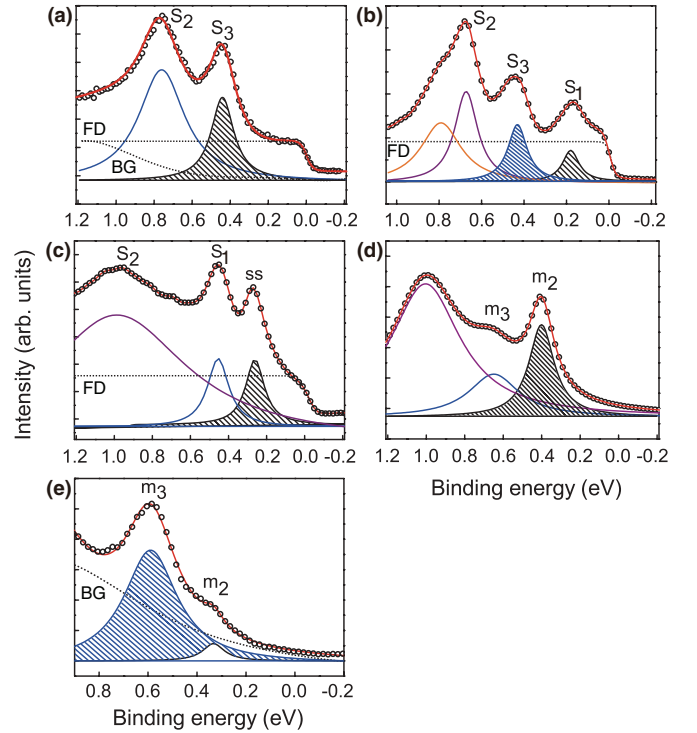 (a)
S2
S3
FD
BG
1.2 1.0 0.8 0.6 0.4 0.2 0.0 -0.2
(b)
S2
S3
S1
FD
1.0 0.8 0.6 0.4 0.2 0.0 -0.2
Intensity (arb. units)
(c)
S2
S1
ss
FD
1.2 1.0 0.8 0.6 0.4 0.2 0.0 -0.2
(d)
m3
m2
1.2 1.0 0.8 0.6 0.4 0.2 0.0 -0.2
Binding energy (eV)
(e)
m3
m2
BG
0.8 0.6 0.4 0.2 0.0 -0.2
Binding energy (eV)